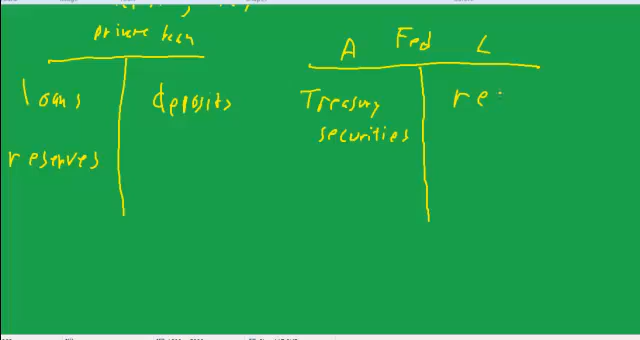 private bank
A Fed L
loans deposits
Treasury re
securities
reserves